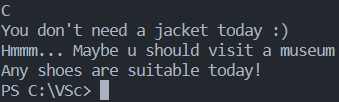 C
You don't need a jacket today :)
Hmmm... Maybe u should visit a museum
Any shoes are suitable today!
PS C:\VSc>